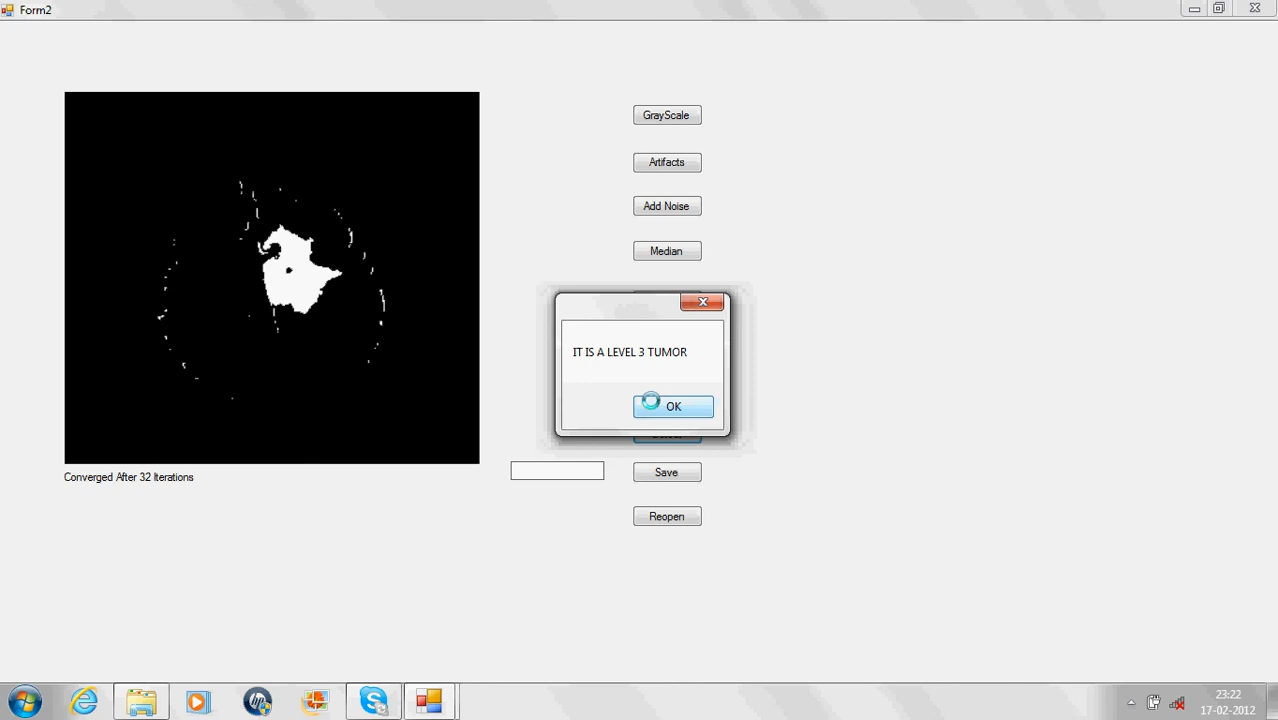 Form2
GrayScale
Artifacts
Add Noise
Median
IT IS A LEVEL 3 TUMOR
OK
Save
Converged After 32 Iterations
Reopen
23:22
17-02-2012